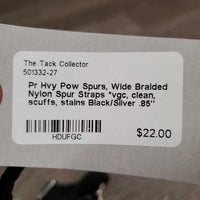 The Tack Collector
501332-27
Pr Hvy Pow Spurs, Wide Braided
Nylon Spur Straps *vgc, clean,
scuffs, stains Black/Silver .85"
$22.00
HDUFGC